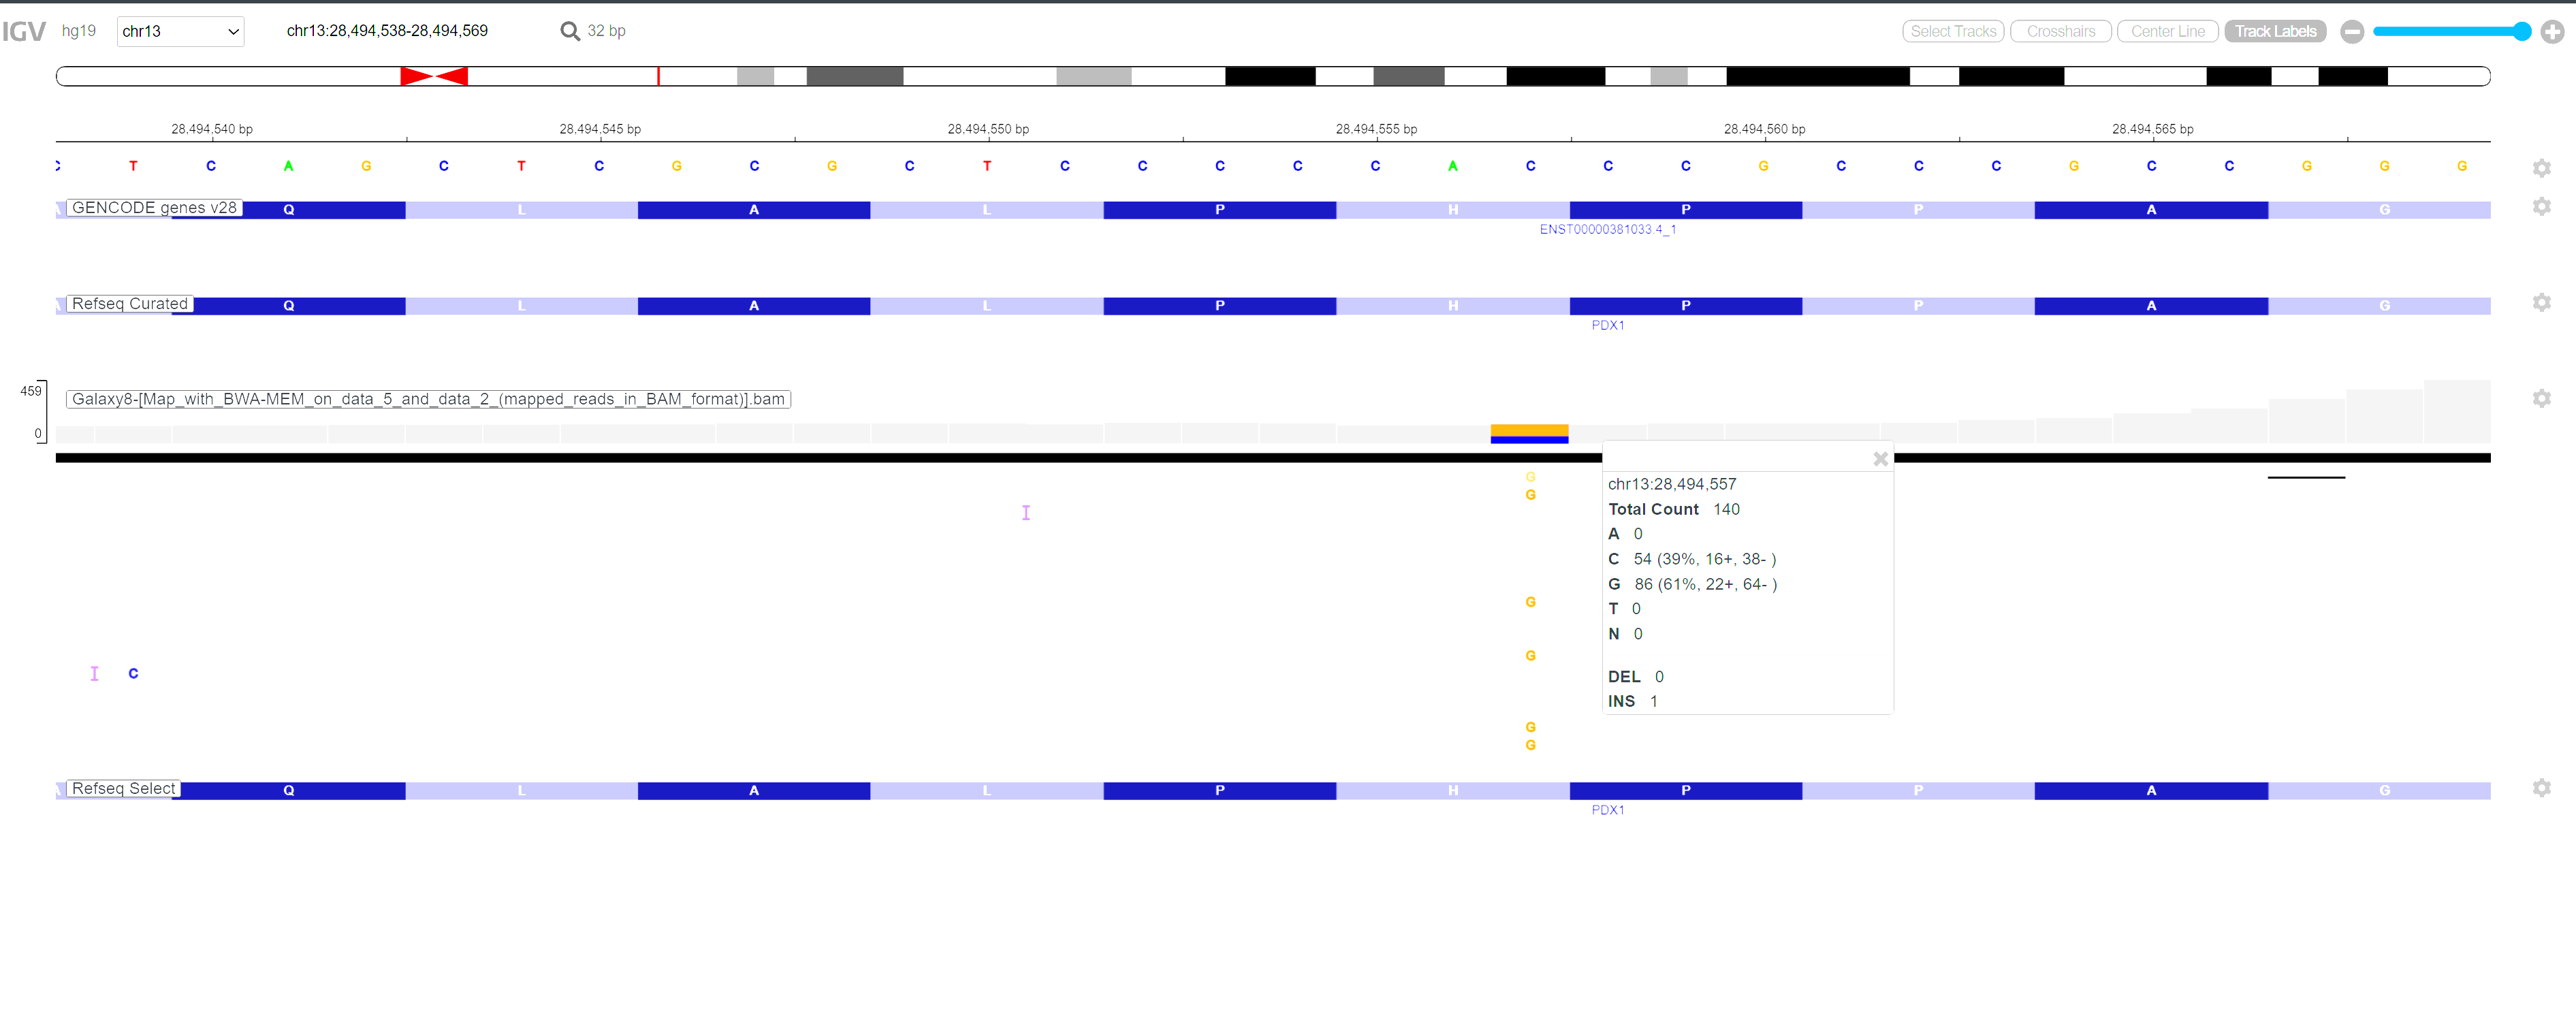 IGV hg19 chr13 chr13:28,494,538-28,494,569 32 bp Select Tracks Crosshairs Center Line Track Labels
28,494,540 bp 28,494,545 bp 28,494,550 bp 28,494,555 bp 28,494,560 bp 28,494,565 bp
C T C A G C T C G C G C T C C C C C A C C C G C C C G C C G G G
GENCODE genes v28 Q L A L P H P P A G
ENST00000381033.4_1
Refseq Curated Q L A L P H P P A G
PDX1
459
Galaxy8-[Map_with_BWA-MEM_on_data_5_and_data_2_(mapped_reads_in_BAM_format)].bam
0
G
chr13:28,494,557
G
Total Count 140
I
A 0
C 54 (39%, 16+, 38- )
G 86 (61%, 22+, 64- )
G
T 0
N 0
G
I C
DEL 0
INS 1
G
G
Refseq Select Q L A L P H P P A G
PDX1